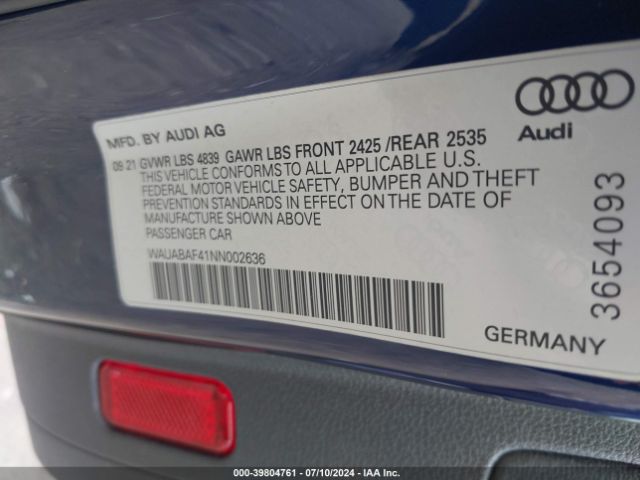 MFD. BY AUDI AG
09 21 GVWR LBS 4839 GAWR LBS FRONT 2425 /REAR 2535
THIS VEHICLE CONFORMS TO ALL APPLICABLE U.S.
FEDERAL MOTOR VEHICLE SAFETY, BUMPER AND THEFT
PREVENTION STANDARDS IN EFFECT ON THE DATE OF
MANUFACTURE SHOWN ABOVE
PASSENGER CAR
WAUABAF41NN002636
Audi
3654093
GERMANY
000-39804761 / 07/10/2024 - IAA Inc.